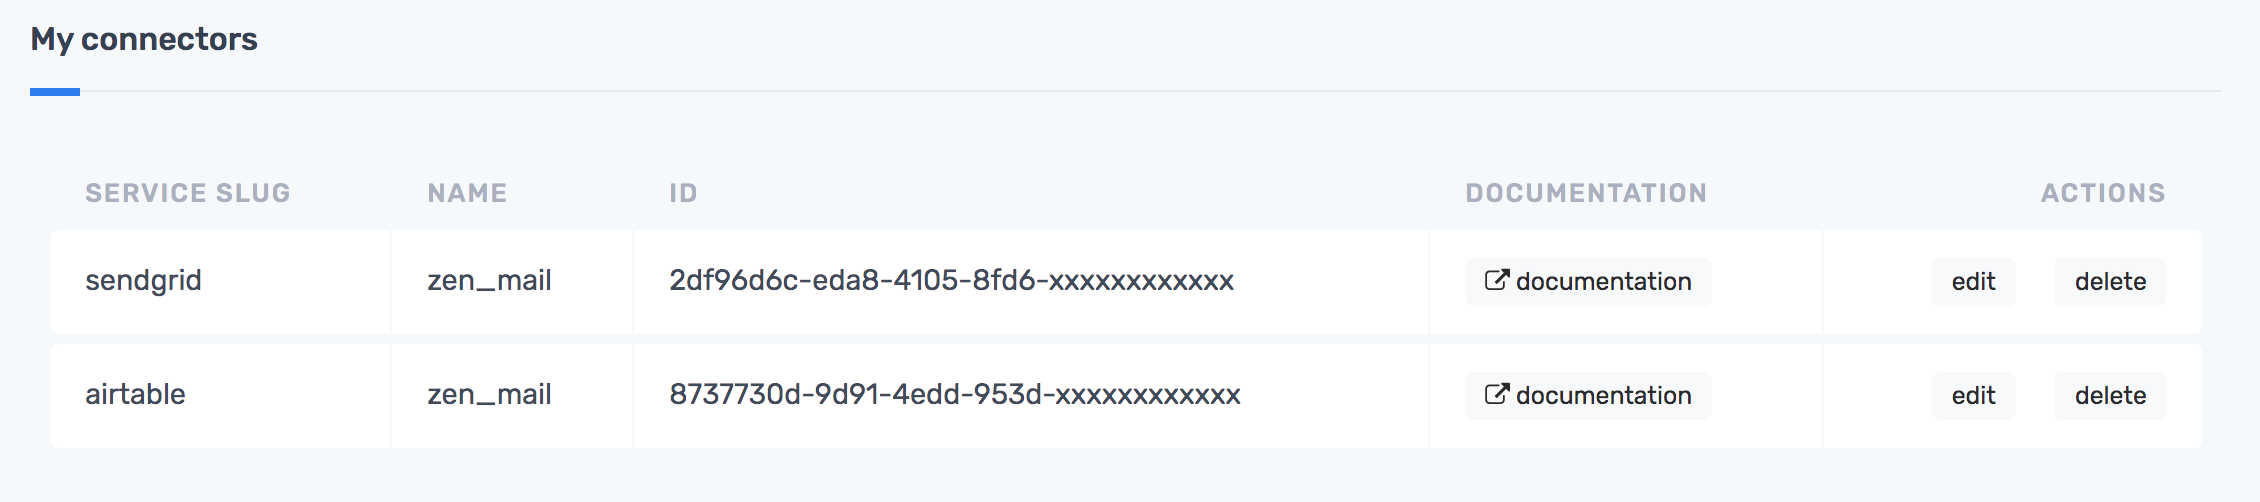 My connectors
SERVICE SLUG NAME ID DOCUMENTATION ACTIONS
sendgrid zen_mail 2df96d6c-eda8-4105-8fd6-xxxxxxxxxxxx documentation edit delete
airtable zen_mail 8737730d-9d91-4edd-953d-xxxxxxxxxxxx documentation edit delete